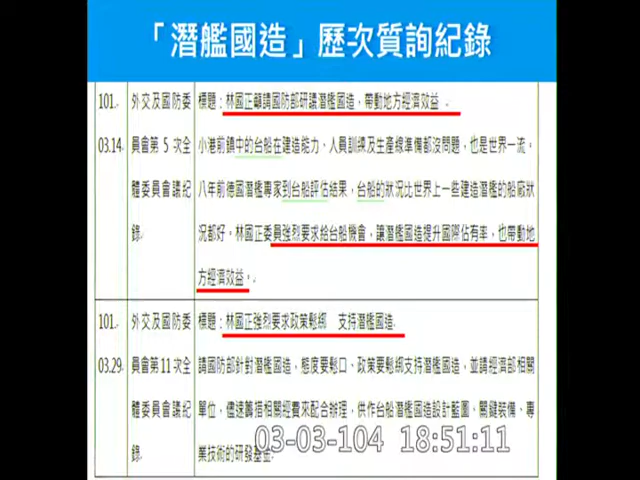 「潛艦國造」歷次質詢紀錄
101.
03.14
外交及國防委
員會第 5 次全
體委員會議紀
錄.
標題：林國正籲請國防部研議潛艦國造，帶動地方經濟效益.
小港前鎮中的台船在建造能力，人員訓練及生產線準備都沒問題，也是世界一流。
八年前德國潛艦專家到台船評估結果，台船的狀況比世界上一些建造潛艦的船廠狀
況都好。林國正委員強烈要求給台船機會，讓潛艦國造提升國際佔有率，也帶動地
方經濟效益。
101.
03.29
外交及國防委
員會第11次全
體委員會議紀
錄.
標題：林國正強烈要求政策鬆綁　支持潛艦國造.
請國防部針對潛艦國造，態度要鬆口、政策要鬆綁支持潛艦國造，並請經濟部相關
單位，儘速籌措相關經費來配合辦理，供作台船潛艦國造設計藍圖、關鍵裝備、專
業技術的研發基金.
03-03-104 18:51:11